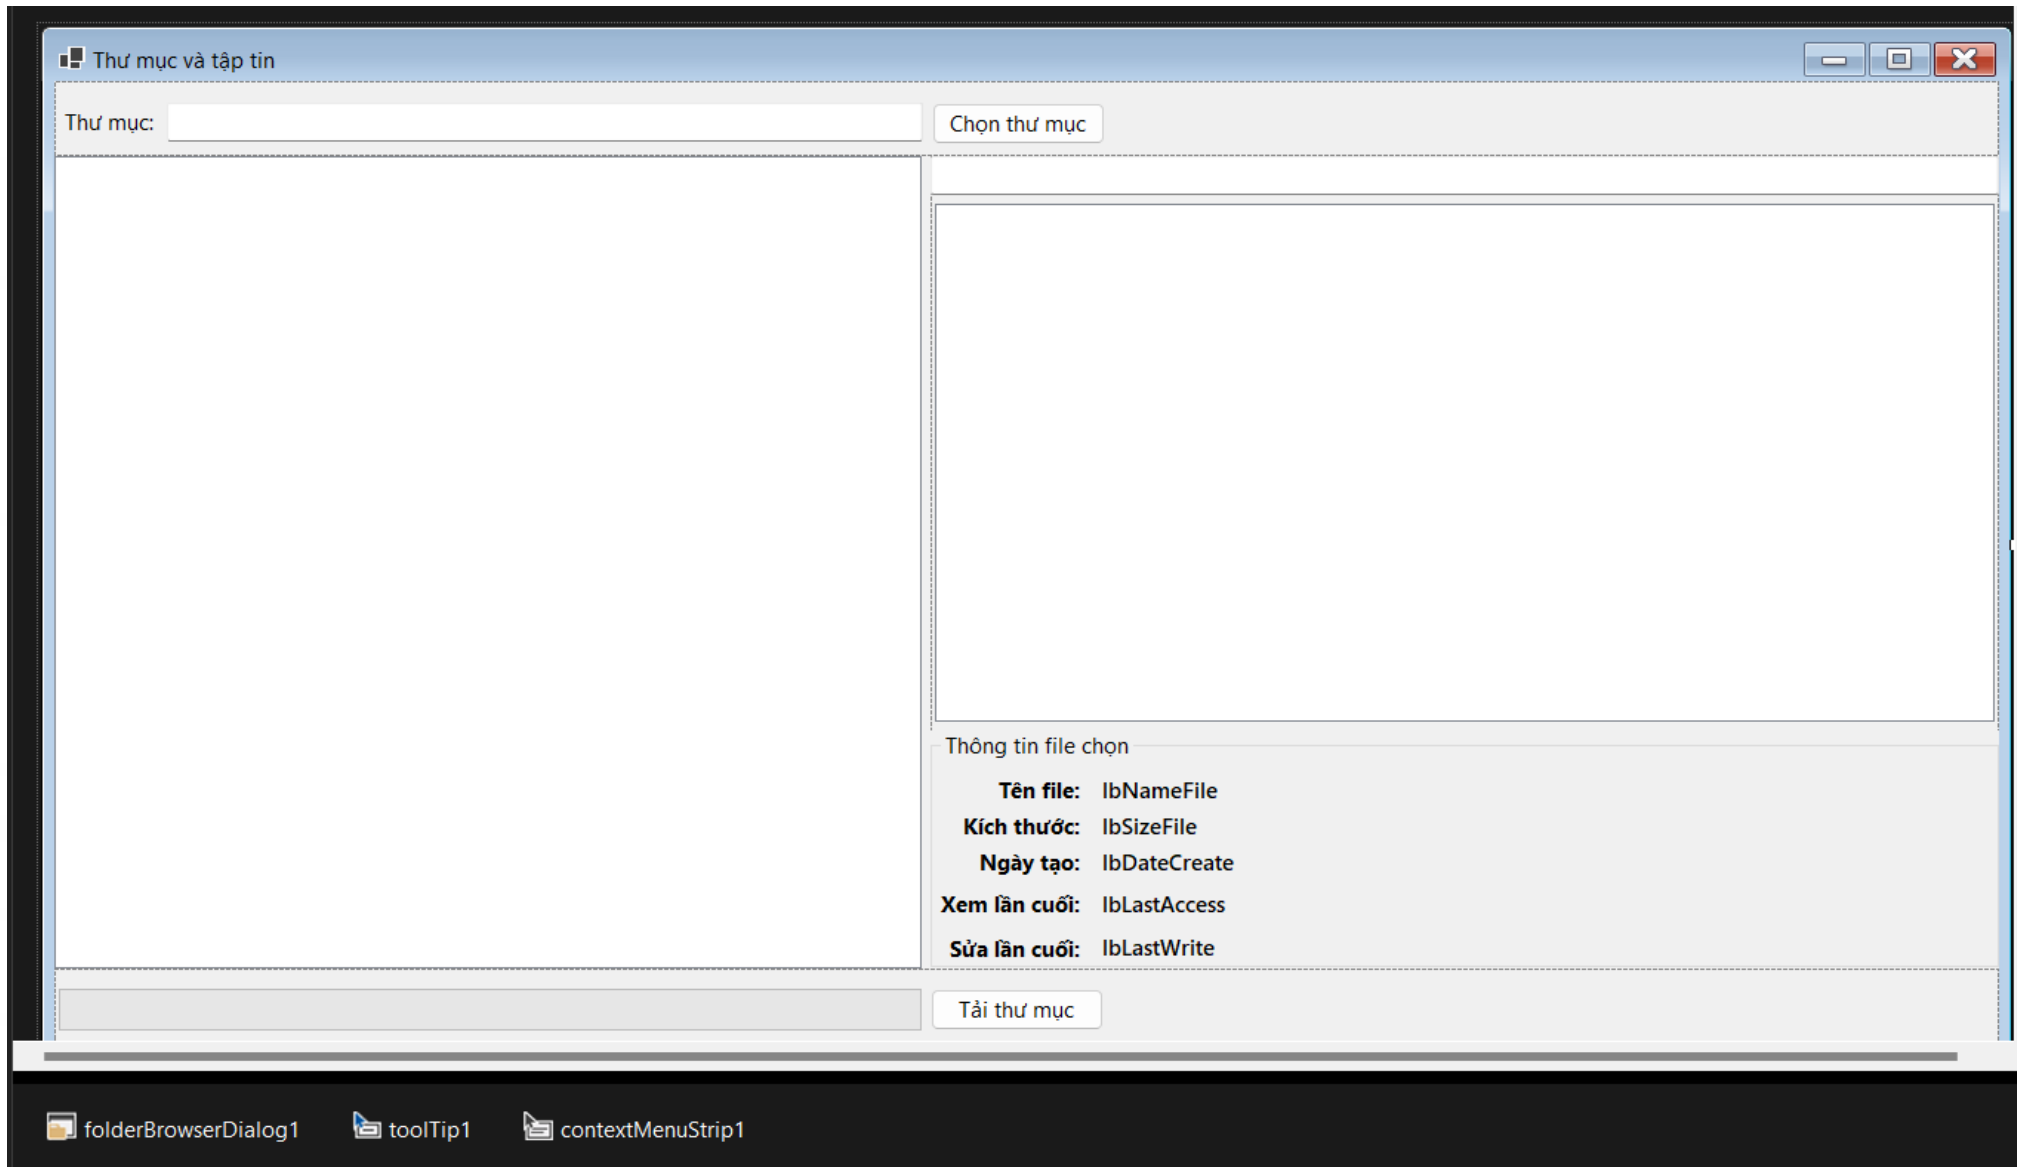 Thư mục và tập tin
Thư mục:
Chọn thư mục
Thông tin file chọn
Tên file: lbNameFile
Kích thước: lbSizeFile
Ngày tạo: lbDateCreate
Xem lần cuối: lbLastAccess
Sửa lần cuối: lbLastWrite
Tải thư mục
folderBrowserDialog1 toolTip1 contextMenuStrip1